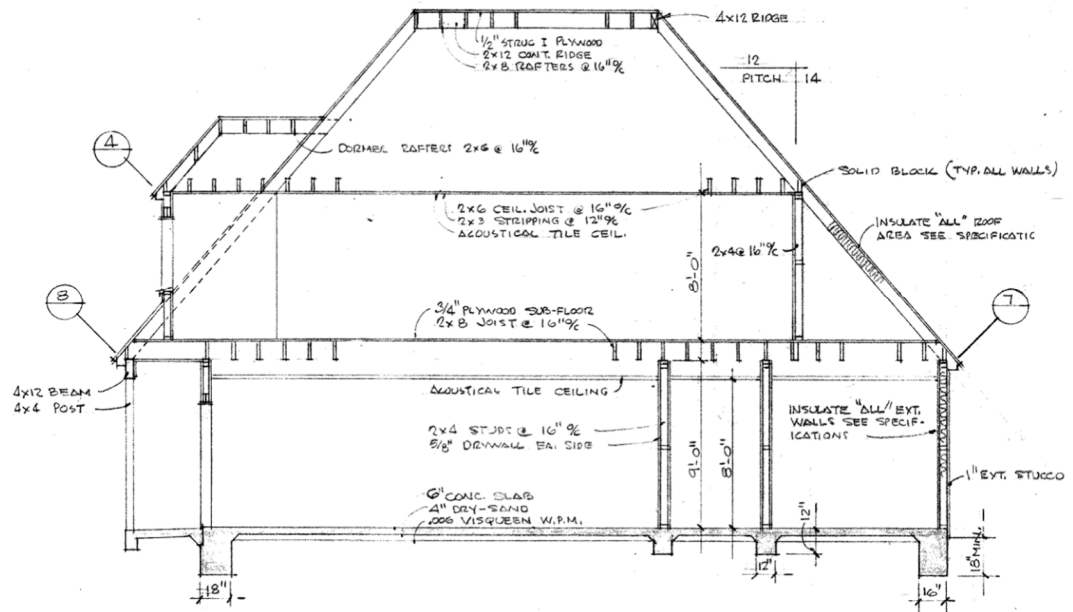 4x12 RIDGE
1/2" STRUC I PLYWOOD
2x12 CONT. RIDGE
2x8 RAFTERS @ 16" o/c
12
PITCH
14
4
DORMER RAFTERS 2x6 @ 16" o/c
SOLID BLOCK (TYP. ALL WALLS)
2x6 CEIL. JOIST @ 16" o/c
2x3 STRIPPING @ 12" o/c
ACOUSTICAL TILE CEIL.
INSULATE "ALL" ROOF
AREA SEE SPECIFICATIC
2x4 @ 16" o/c
8'-0"
8
3/4" PLYWOOD SUB-FLOOR
2x8 JOIST @ 16" o/c
7
4x12 BEAM
4x4 POST
ACOUSTICAL TILE CEILING
INSULATE "ALL" EXT.
WALLS SEE SPECIF-
ICATIONS
2x4 STUDS @ 16" o/c
5/8" DRYWALL EA. SIDE
9'-0"
8'-0"
1" EXT. STUCCO
6" CONC. SLAB
4" DRY-SAND
.006 VISQUEEN W.P.M.
12"
18" MIN.
18"
12"
16"